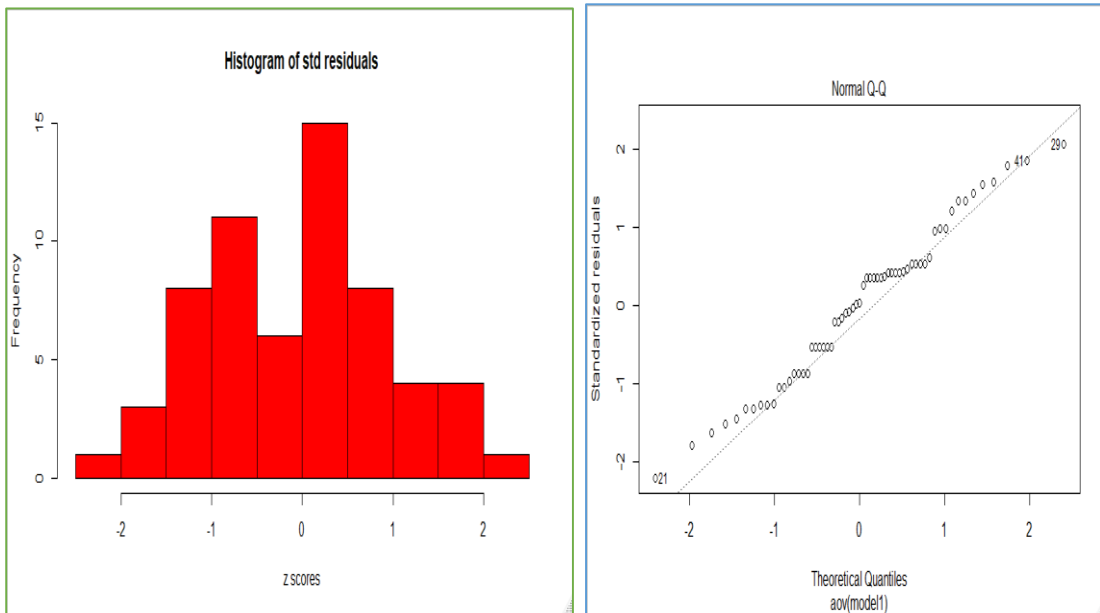 Histogram of std residuals
Frequency
15
10
5
0
-2 -1 0 1 2
z scores
Normal Q-Q
Standardized residuals
2
1
0
-1
-2
29
41
21
-2 -1 0 1 2
Theoretical Quantiles
aov(model1)